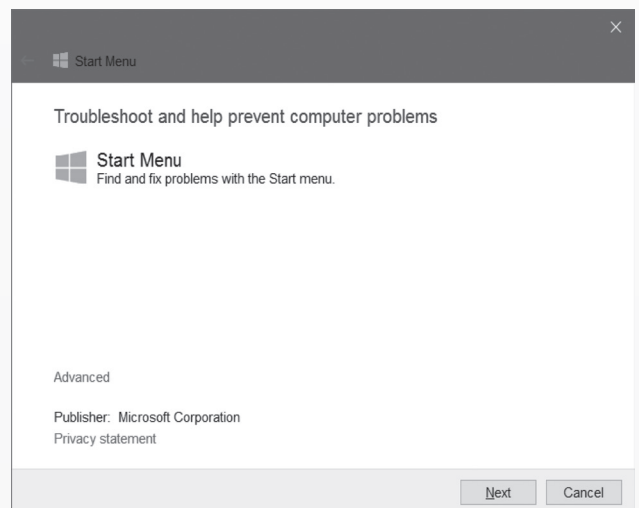 Start Menu
Troubleshoot and help prevent computer problems
Start Menu
Find and fix problems with the Start menu.
Advanced
Publisher: Microsoft Corporation
Privacy statement
Next Cancel